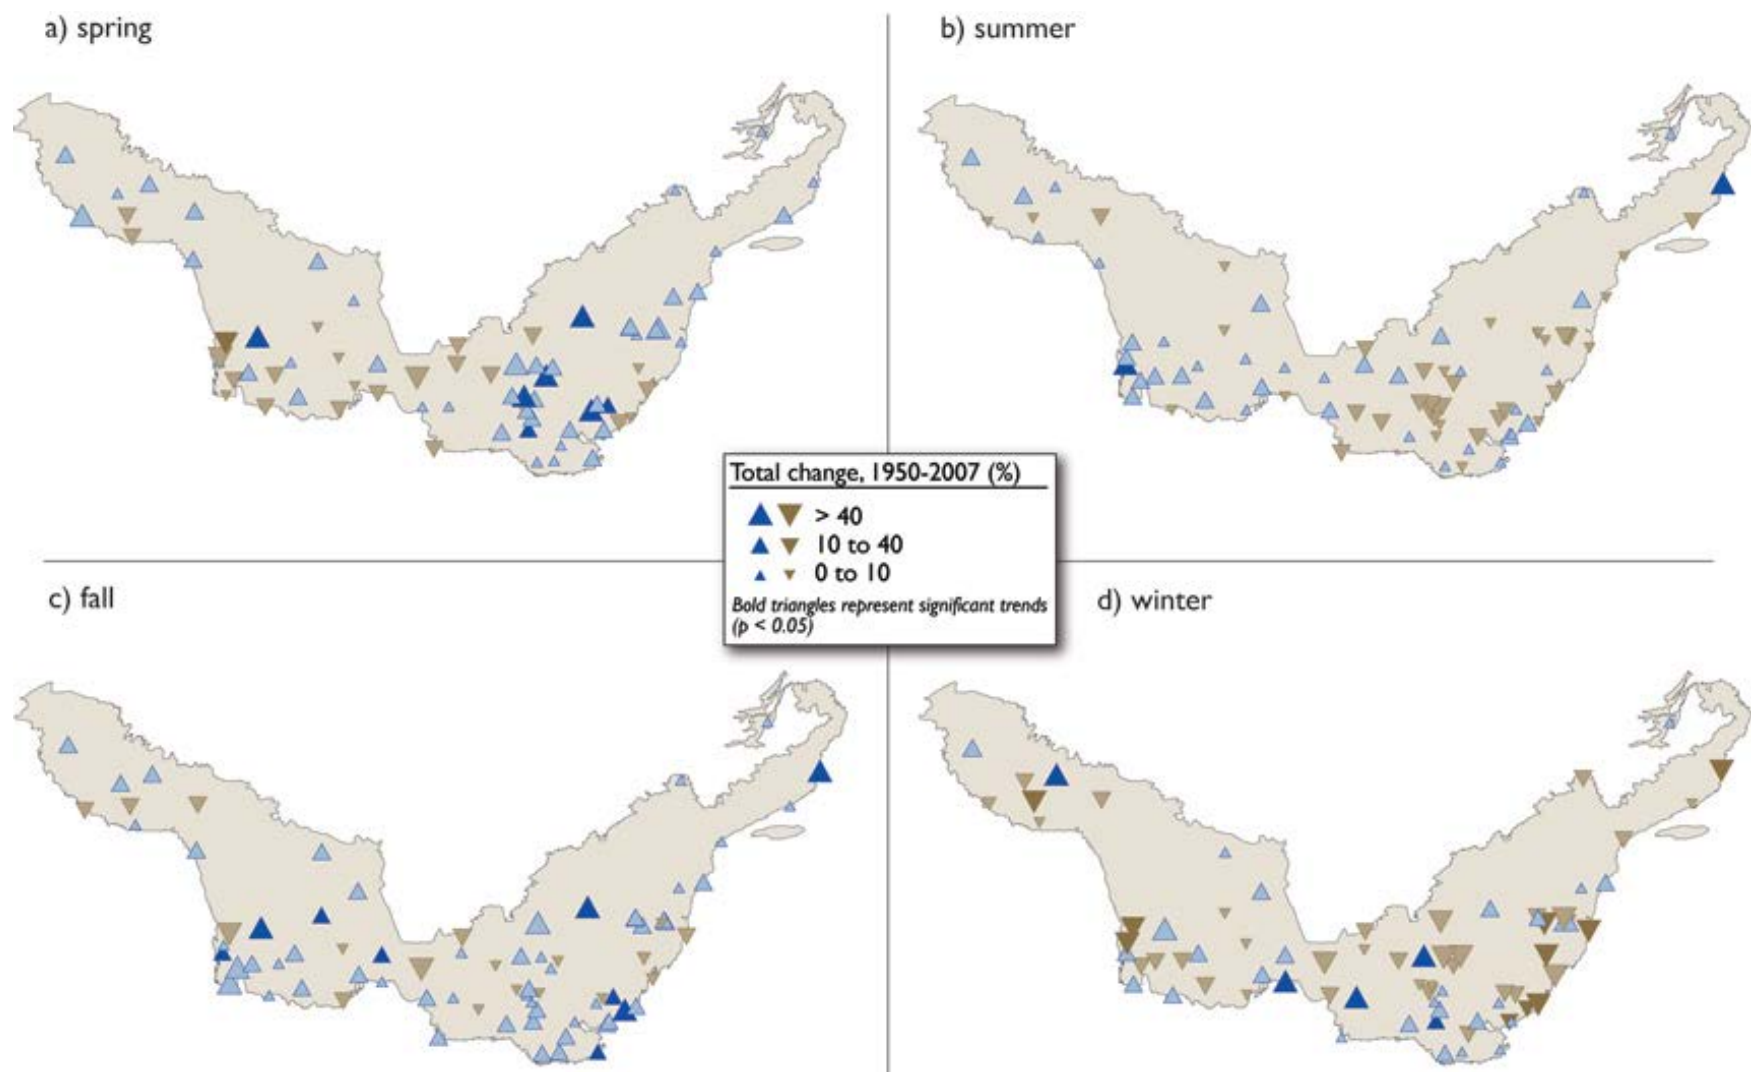 a) spring
b) summer
Total change, 1950-2007 (%)
> 40
10 to 40
0 to 10
Bold triangles represent significant trends
(p < 0.05)
c) fall
d) winter